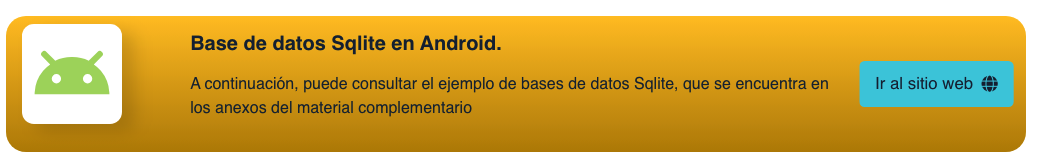 Base de datos Sqlite en Android.
A continuación, puede consultar el ejemplo de bases de datos Sqlite, que se encuentra en
los anexos del material complementario
Ir al sitio web